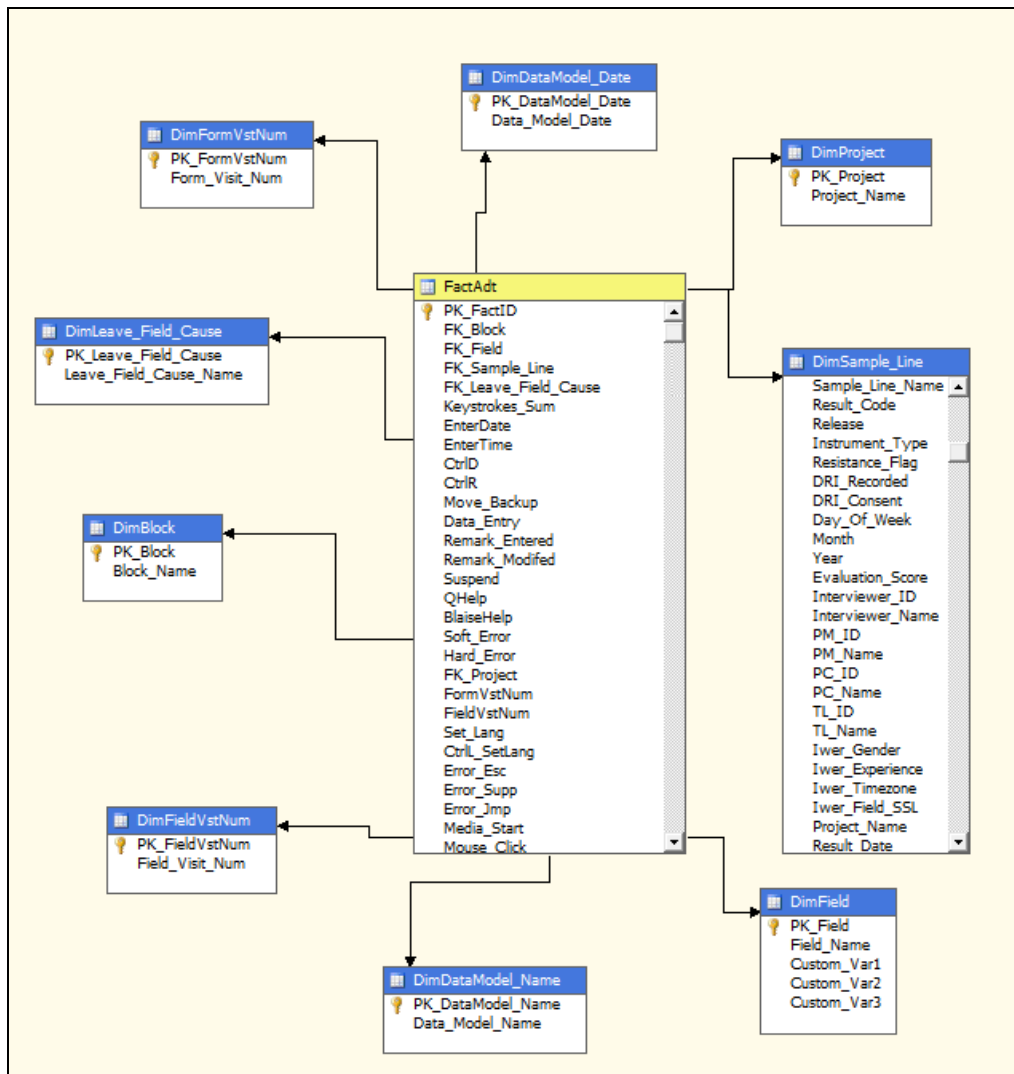 DimDataModel_Date
PK_DataModel_Date
Data_Model_Date
DimFormVstNum
PK_FormVstNum
Form_Visit_Num
DimProject
PK_Project
Project_Name
FactAdt
PK_FactID
FK_Block
FK_Field
FK_Sample_Line
FK_Leave_Field_Cause
Keystrokes_Sum
EnterDate
EnterTime
CtrlD
CtrlR
Move_Backup
Data_Entry
Remark_Entered
Remark_Modifed
Suspend
QHelp
BlaiseHelp
Soft_Error
Hard_Error
FK_Project
FormVstNum
FieldVstNum
Set_Lang
CtrlL_SetLang
Error_Esc
Error_Supp
Error_Jmp
Media_Start
Mouse_Click
DimLeave_Field_Cause
PK_Leave_Field_Cause
Leave_Field_Cause_Name
DimSample_Line
Sample_Line_Name
Result_Code
Release
Instrument_Type
Resistance_Flag
DRI_Recorded
DRI_Consent
Day_Of_Week
Month
Year
Evaluation_Score
Interviewer_ID
Interviewer_Name
PM_ID
PM_Name
PC_ID
PC_Name
TL_ID
TL_Name
Iwer_Gender
Iwer_Experience
Iwer_Timezone
Iwer_Field_SSL
Project_Name
Result_Date
DimBlock
PK_Block
Block_Name
DimFieldVstNum
PK_FieldVstNum
Field_Visit_Num
DimField
PK_Field
Field_Name
Custom_Var1
Custom_Var2
Custom_Var3
DimDataModel_Name
PK_DataModel_Name
Data_Model_Name